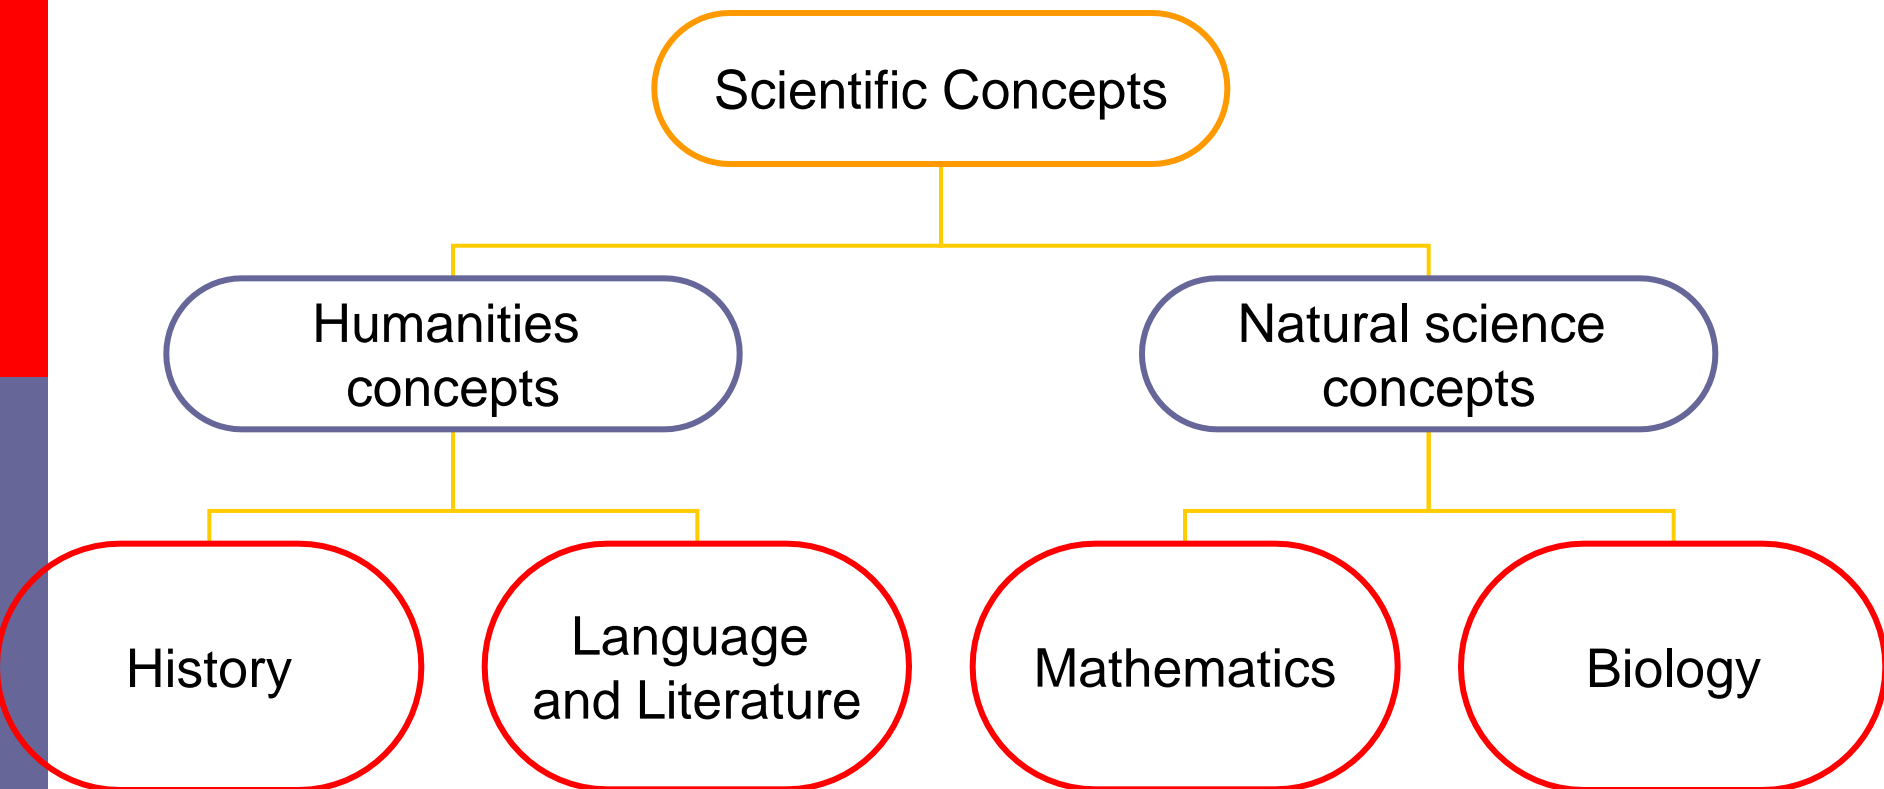 Scientific Concepts
Humanities
concepts
Natural science
concepts
History
Language
and Literature
Mathematics
Biology